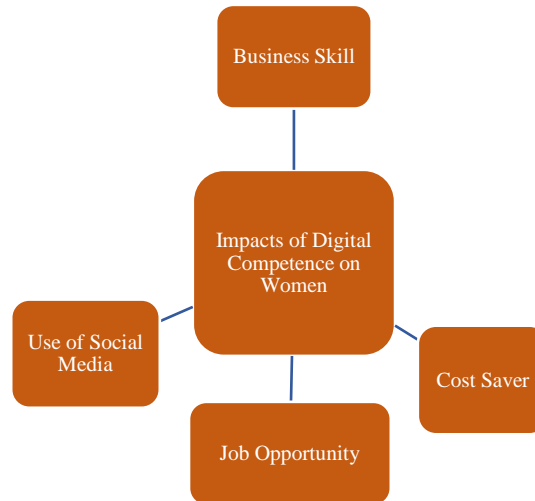 Business Skill
Impacts of Digital
Competence on
Women
Use of Social
Media
Cost Saver
Job Opportunity